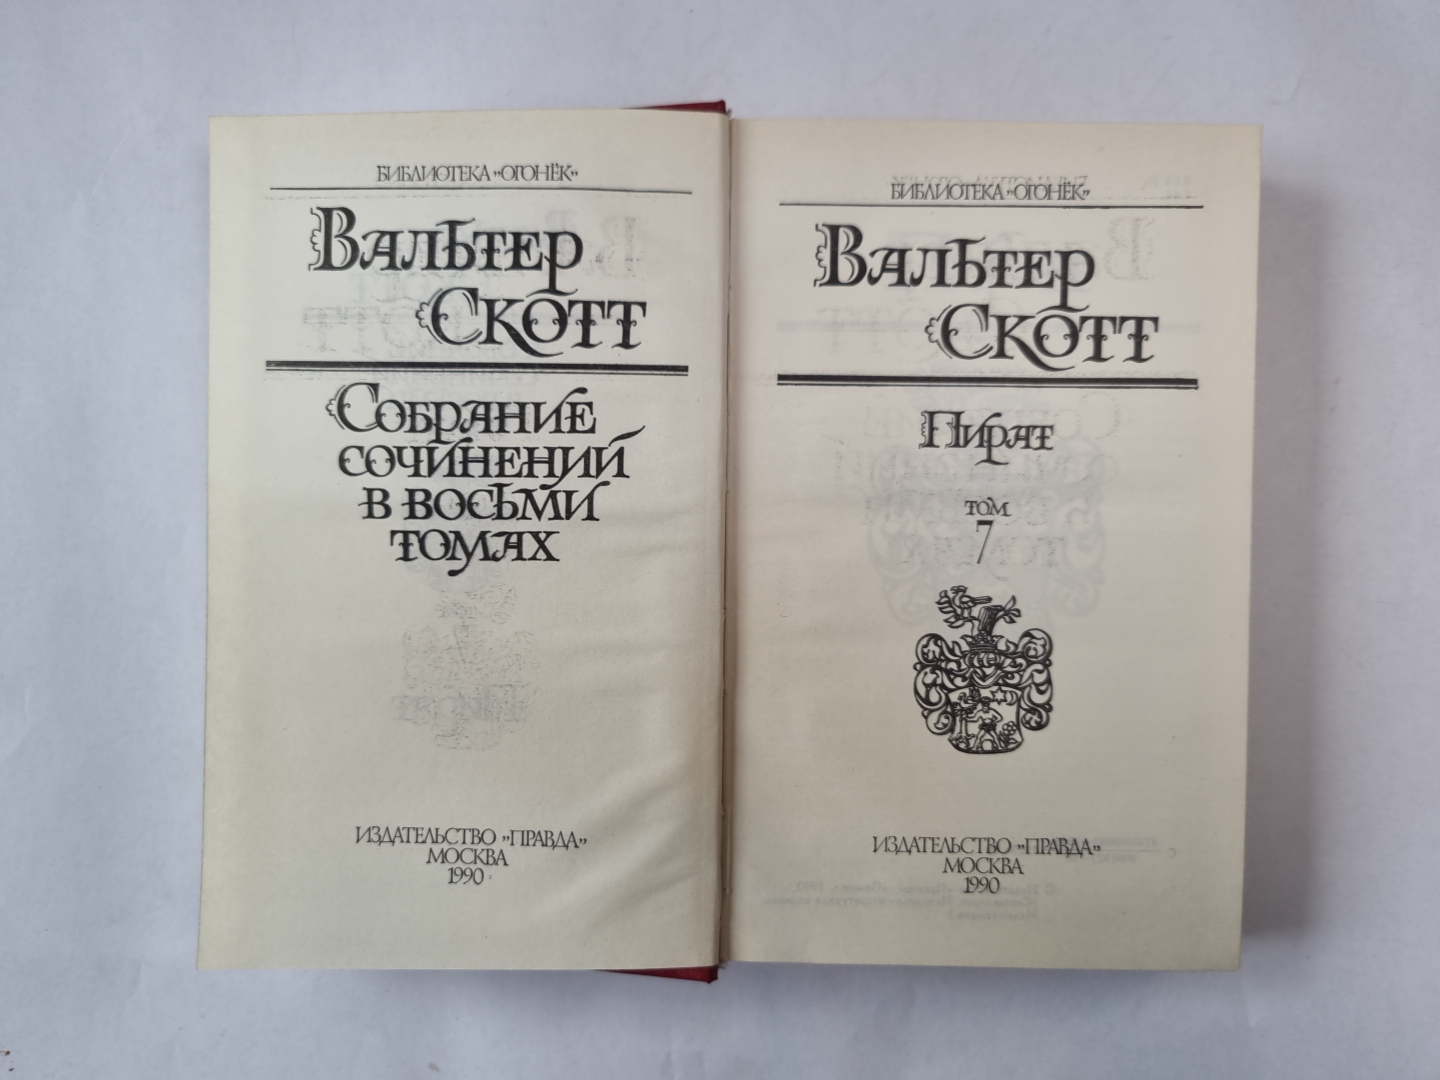 БИБЛИОТЕКА „ОГОНЁК"
ВАЛЬТЕР
СКОТТ
СОБРАНИЕ
СОЧИНЕНИЙ
В ВОСЬМИ
ТОМАХ
ИЗДАТЕЛЬСТВО „ПРАВДА"
МОСКВА
1990
БИБЛИОТЕКА „ОГОНЁК"
ВАЛЬТЕР
СКОТТ
Пират
ТОМ
7
ИЗДАТЕЛЬСТВО „ПРАВДА"
МОСКВА
1990